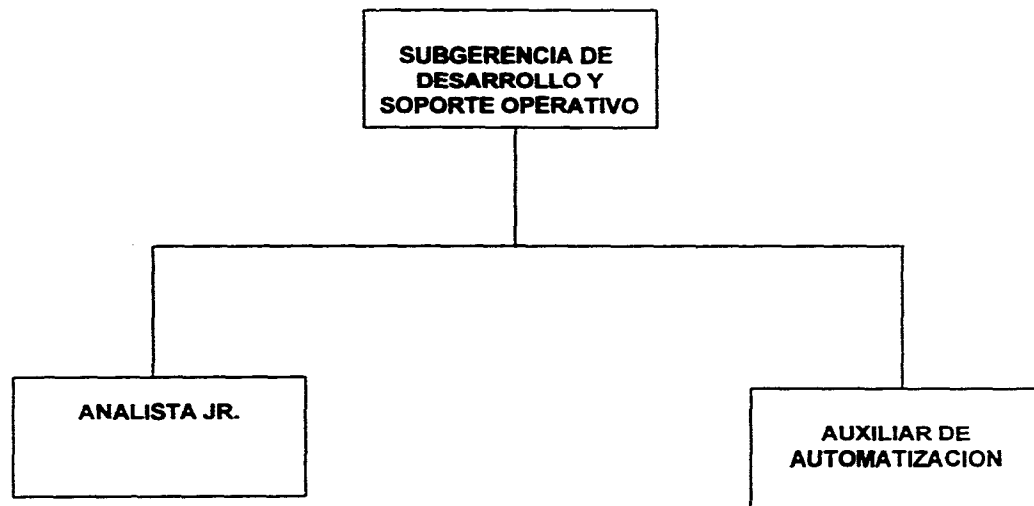 SUBGERENCIA DE
DESARROLLO Y
SOPORTE OPERATIVO
ANALISTA JR.
AUXILIAR DE
AUTOMATIZACION